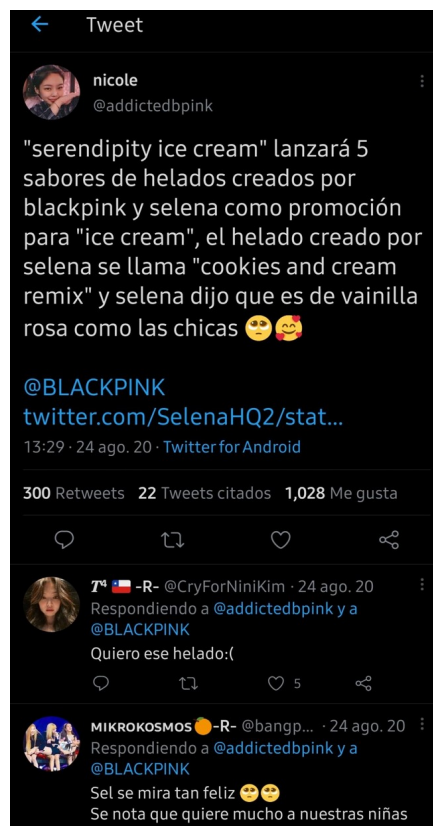 Tweet
nicole
@addictedbpink
"serendipity ice cream" lanzará 5
sabores de helados creados por
blackpink y selena como promoción
para "ice cream", el helado creado por
selena se llama "cookies and cream
remix" y selena dijo que es de vainilla
rosa como las chicas 🥺🥰
@BLACKPINK
twitter.com/SelenaHQ2/stat...
13:29 · 24 ago. 20 · Twitter for Android
300 Retweets 22 Tweets citados 1,028 Me gusta
T⁴ 🇨🇱 -R- @CryForNiniKim · 24 ago. 20
Respondiendo a @addictedbpink y a
@BLACKPINK
Quiero ese helado:(
5
ᴍɪᴋʀᴏᴋᴏsᴍᴏs🍊-R- @bangp... · 24 ago. 20
Respondiendo a @addictedbpink y a
@BLACKPINK
Sel se mira tan feliz 🥺🥺
Se nota que quiere mucho a nuestras niñas